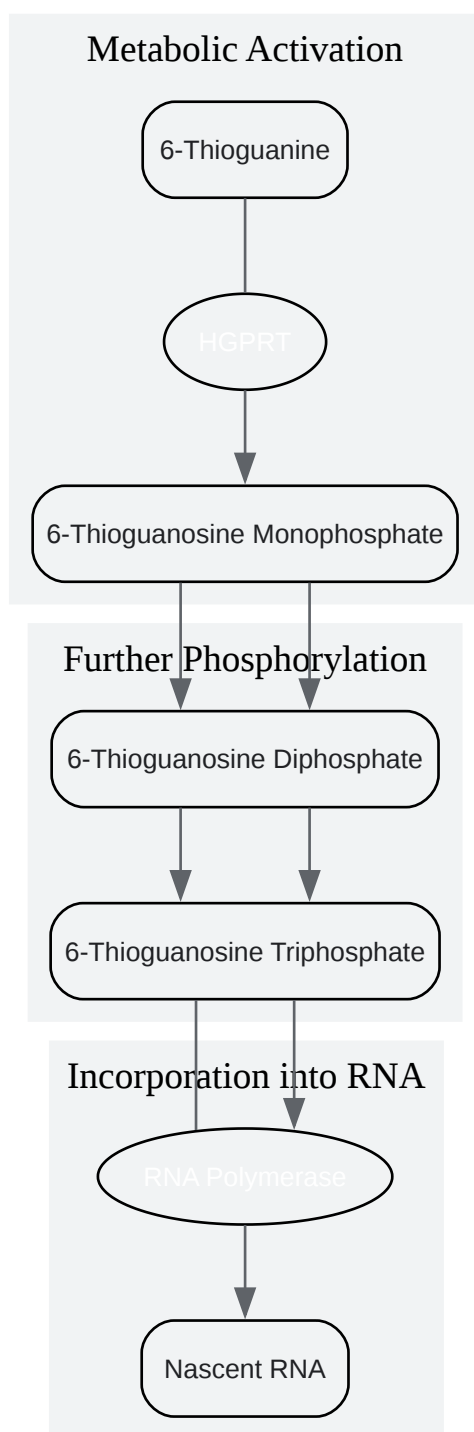 Metabolic Activation
6-Thioguanine
HGPRT
6-Thioguanosine Monophosphate
Further Phosphorylation
6-Thioguanosine Diphosphate
6-Thioguanosine Triphosphate
Incorporation into RNA
RNA Polymerase
Nascent RNA